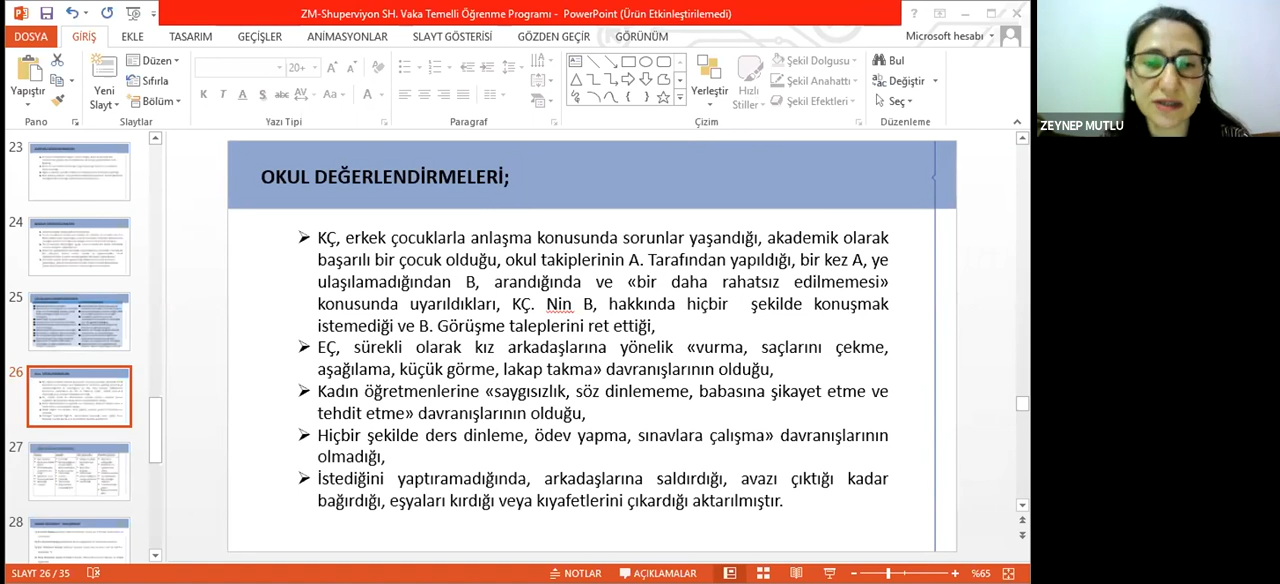 ZM-Shuperviyon SH. Vaka Temelli Öğrenme Programı - PowerPoint (Ürün Etkinleştirilemedi)
DOSYA GİRİŞ EKLE TASARIM GEÇİŞLER ANİMASYONLAR SLAYT GÖSTERİSİ GÖZDEN GEÇİR GÖRÜNÜM Microsoft hesabı
Yapıştır Yeni Slayt Düzen Sıfırla Bölüm 20+ K T A S abc AV Aa A Yerleştir Hızlı Stiller Şekil Dolgusu Şekil Anahattı Şekil Efektleri Bul Değiştir Seç
Pano Slaytlar Yazı Tipi Paragraf Çizim Düzenleme
ZEYNEP MUTLU
23
24
25
26
27
28
OKUL DEĞERLENDİRMELERİ;
KÇ, erkek çocuklarla anlaşma konusunda sorunlar yaşandığı, akademik olarak
başarılı bir çocuk olduğu, okul takiplerinin A. Tarafından yapıldığı, bir kez A, ye
ulaşılamadığından B, arandığında ve «bir daha rahatsız edilmemesi»
konusunda uyarıldıkları, KÇ, Nin B, hakkında hiçbir şekilde konuşmak
istemediği ve B. Görüşme taleplerini ret ettiği,
EÇ, sürekli olarak kız arkadaşlarına yönelik «vurma, saçlarını çekme,
aşağılama, küçük görme, lakap takma» davranışlarının olduğu,
Kadın öğretmenlerine «saygısızlık, söz dinlememe, babasına şikayet etme ve
tehdit etme» davranışlarının olduğu,
Hiçbir şekilde ders dinleme, ödev yapma, sınavlara çalışma» davranışlarının
olmadığı,
İstediğini yaptıramadığında, arkadaşlarına saldırdığı, avazı çıktığı kadar
bağırdığı, eşyaları kırdığı veya kıyafetlerini çıkardığı aktarılmıştır.
SLAYT 26 / 35 NOTLAR AÇIKLAMALAR %65